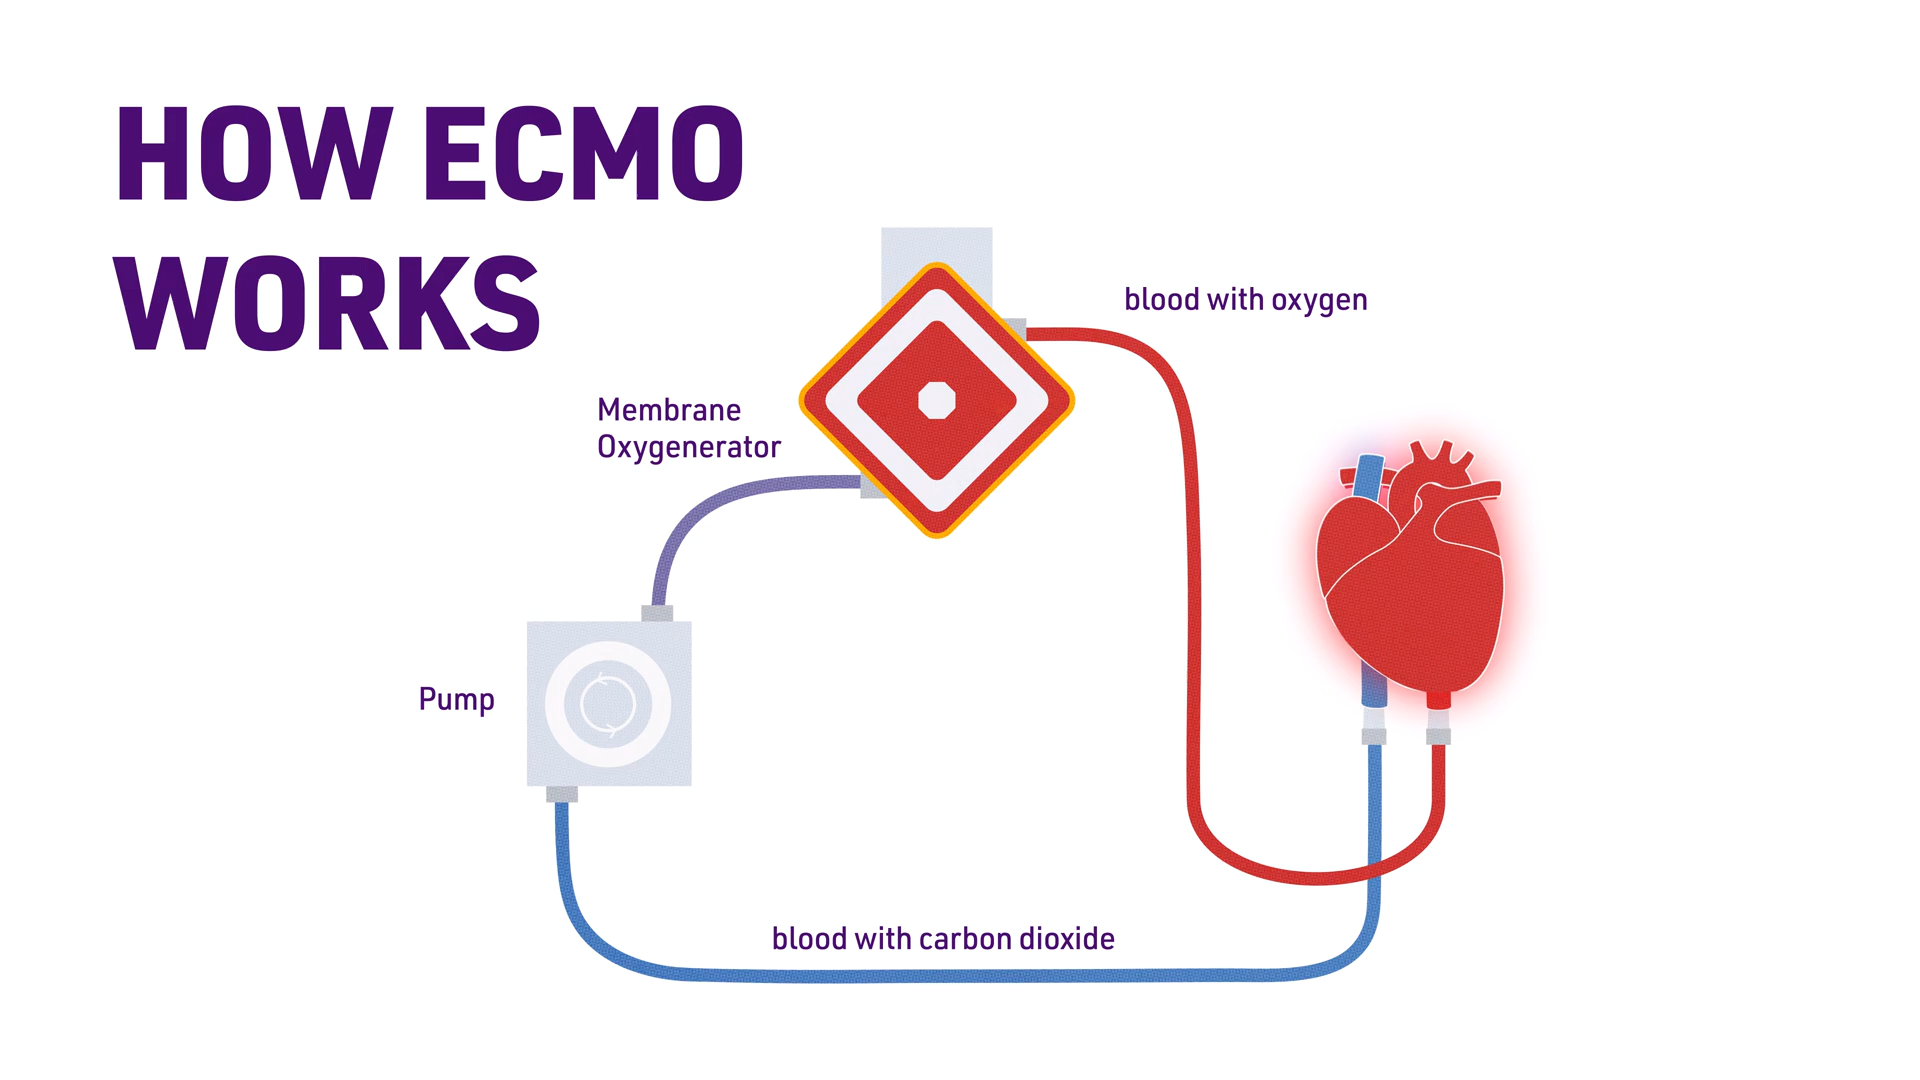 HOW ECMO
WORKS
blood with oxygen
Membrane
Oxygenerator
Pump
blood with carbon dioxide